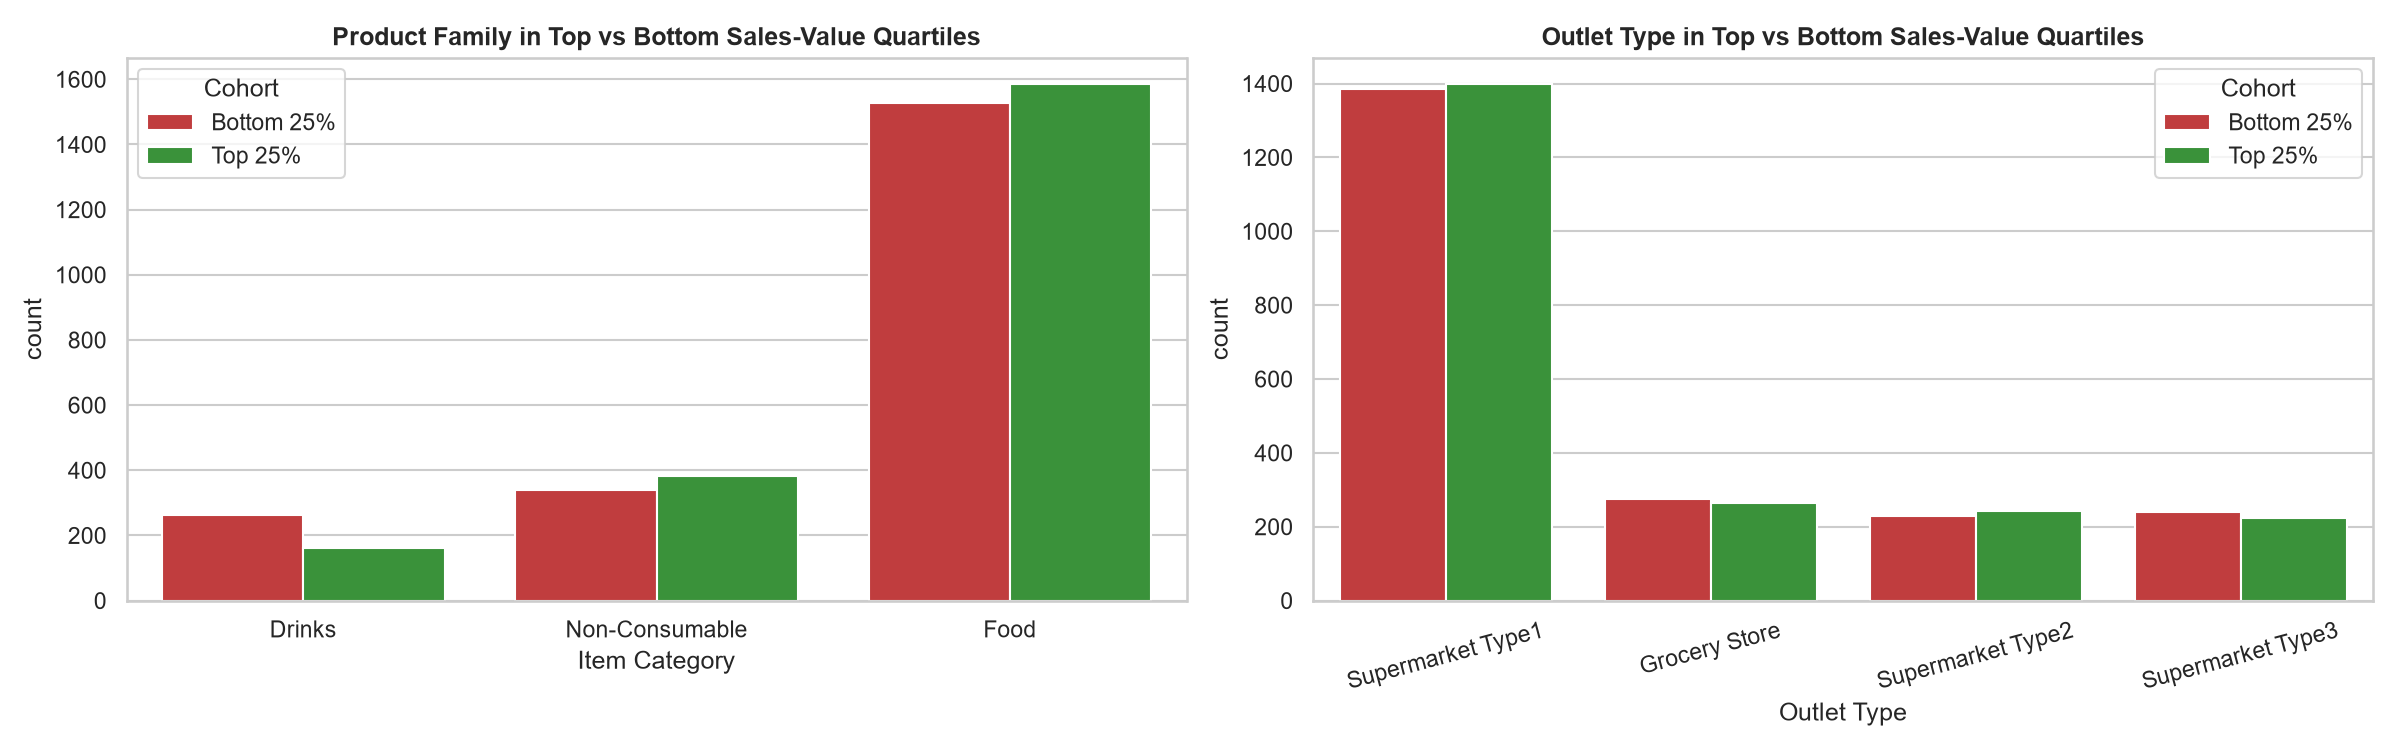 Product Family in Top vs Bottom Sales-Value Quartiles
Cohort
Bottom 25%
Top 25%
1600
1400
1200
1000
800
600
400
200
0
count
Drinks
Non-Consumable
Food
Item Category
Outlet Type in Top vs Bottom Sales-Value Quartiles
Cohort
Bottom 25%
Top 25%
1400
1200
1000
800
600
400
200
0
count
Supermarket Type1
Grocery Store
Supermarket Type2
Supermarket Type3
Outlet Type